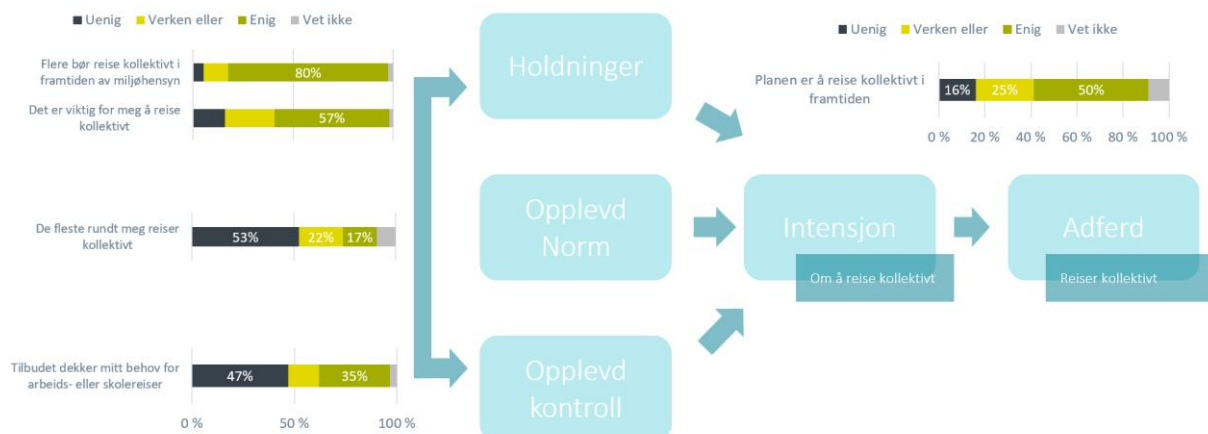 Uenig Verken eller Enig Vet ikke
Flere bør reise kollektivt i
framtiden av miljøhensyn
80%
Det er viktig for meg å reise
kollektivt
57%
De fleste rundt meg reiser
kollektivt
53% 22% 17%
Tilbudet dekker mitt behov for
arbeids- eller skolereiser
47% 35%
0 % 50 % 100 %
Holdninger
Opplevd
Norm
Opplevd
kontroll
Uenig Verken eller Enig Vet ikke
Planen er å reise kollektivt i
framtiden
16% 25% 50%
0 % 20 % 40 % 60 % 80 % 100 %
Intensjon
Om å reise kollektivt
Adferd
Reiser kollektivt